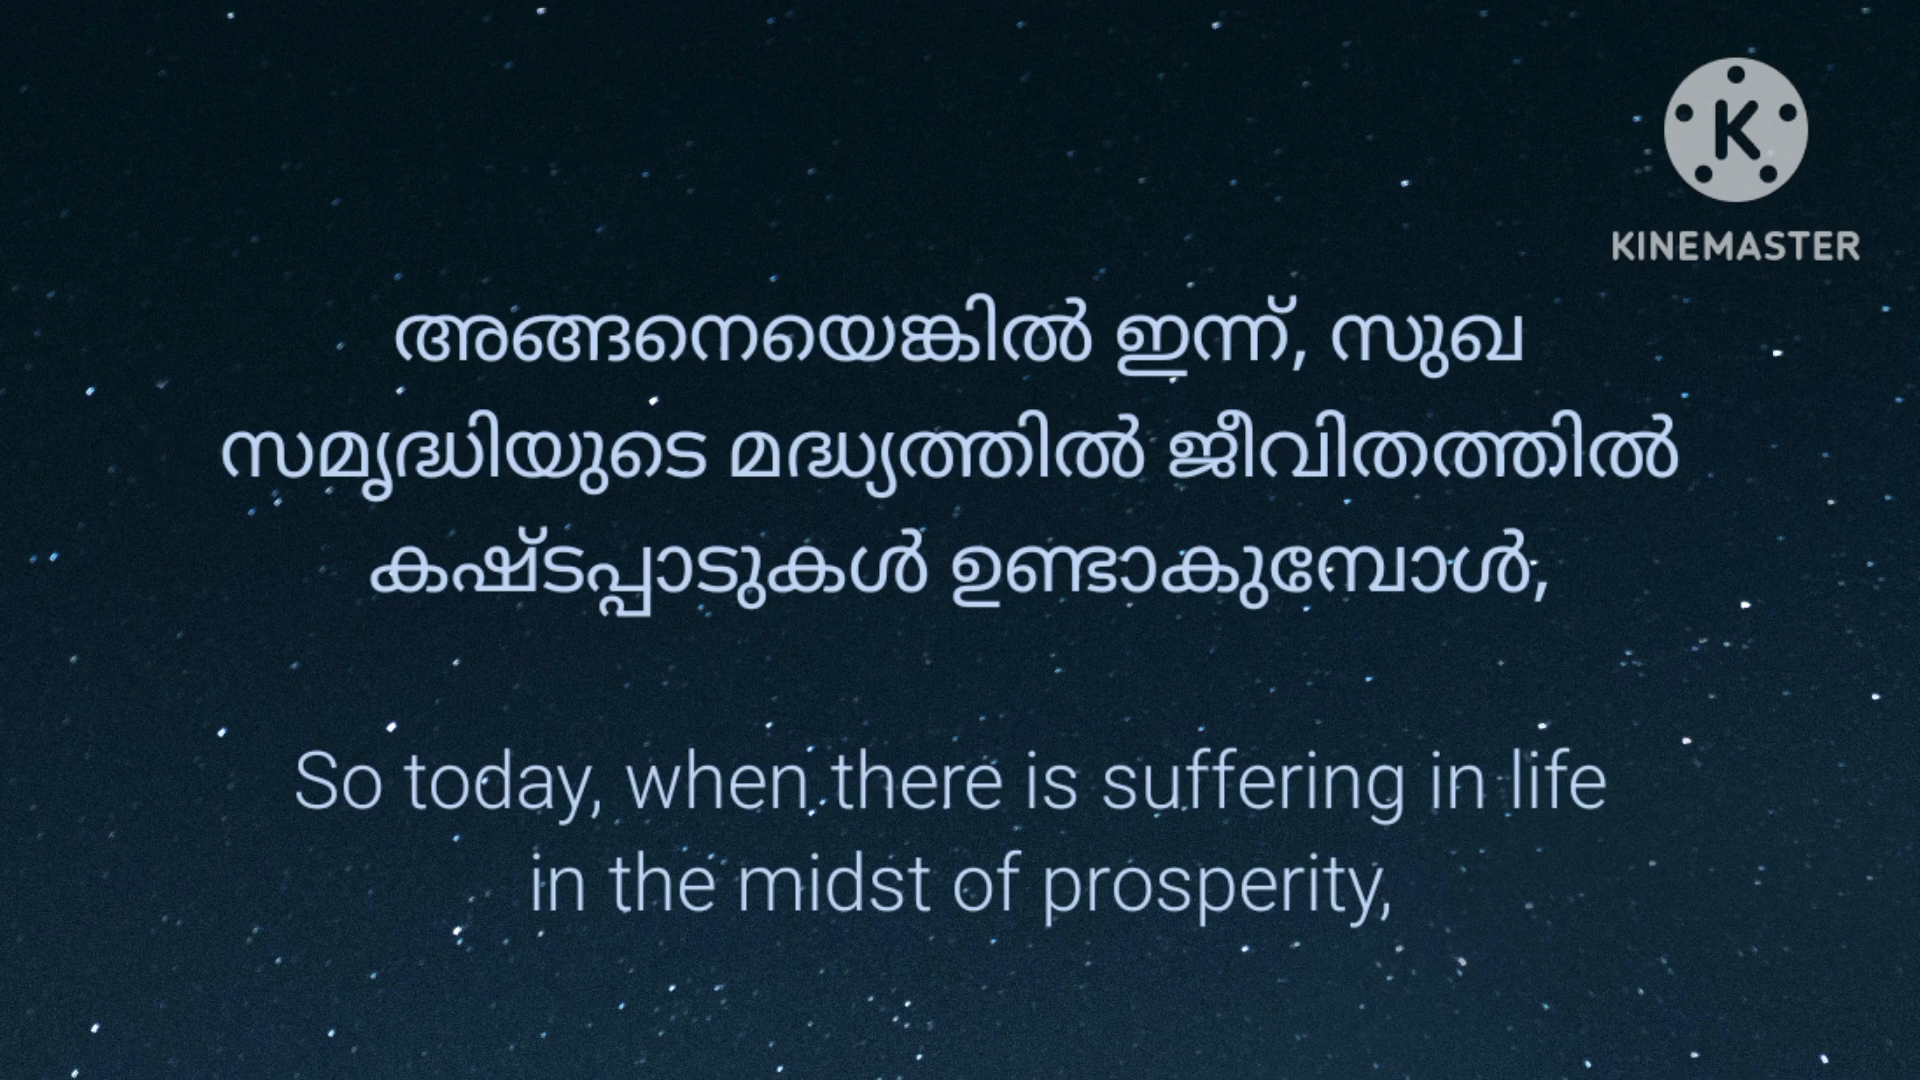 K
KINEMASTER
അങ്ങനെയെങ്കിൽ ഇന്ന്, സുഖ
സമൃദ്ധിയുടെ മദ്ധ്യത്തിൽ ജീവിതത്തിൽ
കഷ്ടപ്പാടുകൾ ഉണ്ടാകുമ്പോൾ,
So today, when there is suffering in life
in the midst of prosperity,